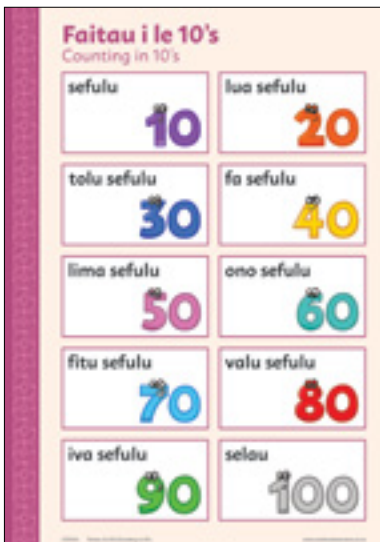 Faitau i le 10's
Counting in 10's
sefulu
10
lua sefulu
20
tolu sefulu
30
fa sefulu
40
lima sefulu
50
ono sefulu
60
fitu sefulu
70
valu sefulu
80
iva sefulu
90
selau
100